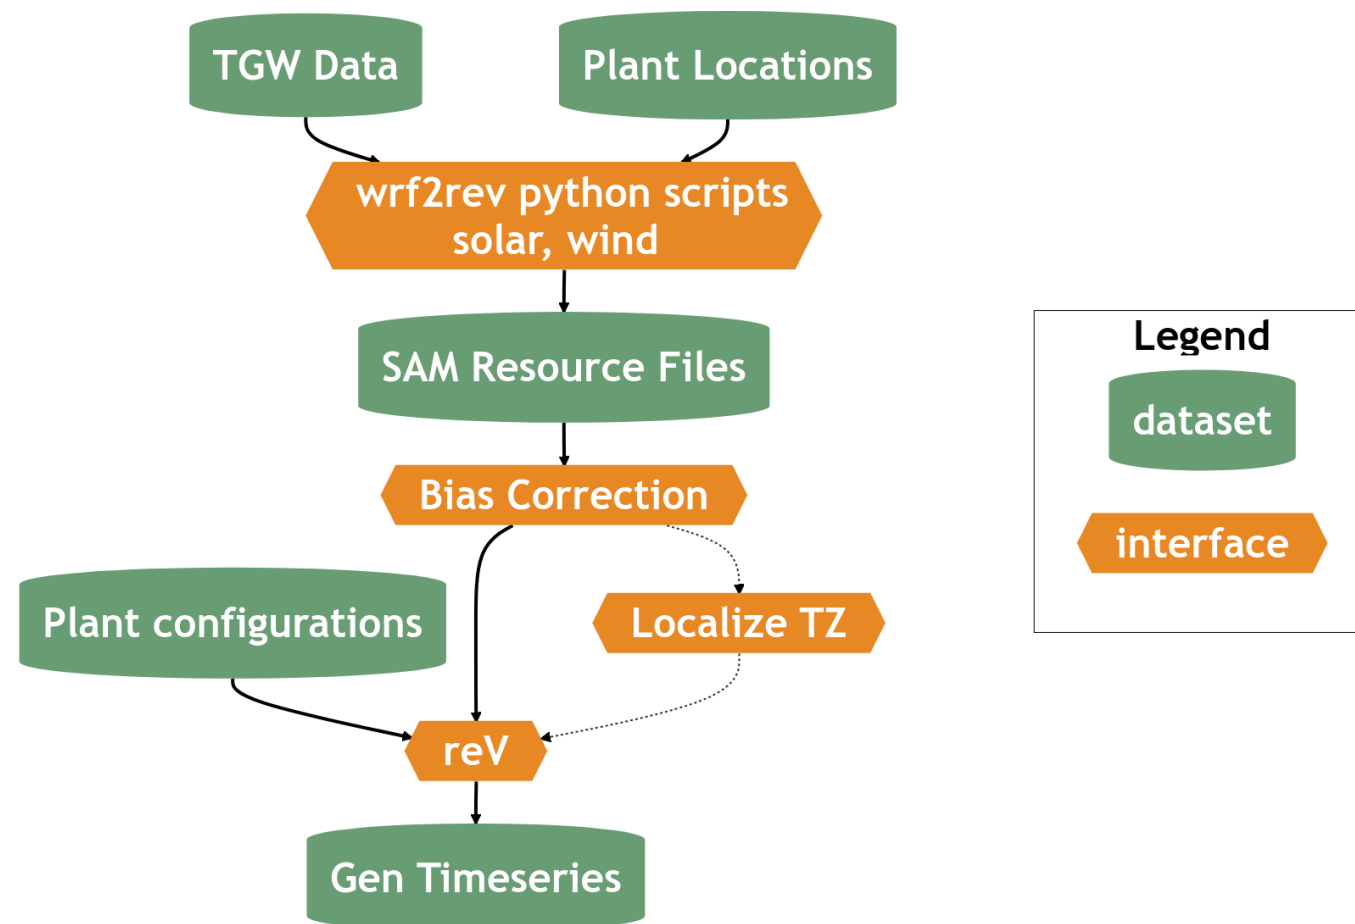 TGW Data
Plant Locations
wrf2rev python scripts
solar, wind
SAM Resource Files
Bias Correction
Plant configurations
Localize TZ
reV
Gen Timeseries
Legend
dataset
interface